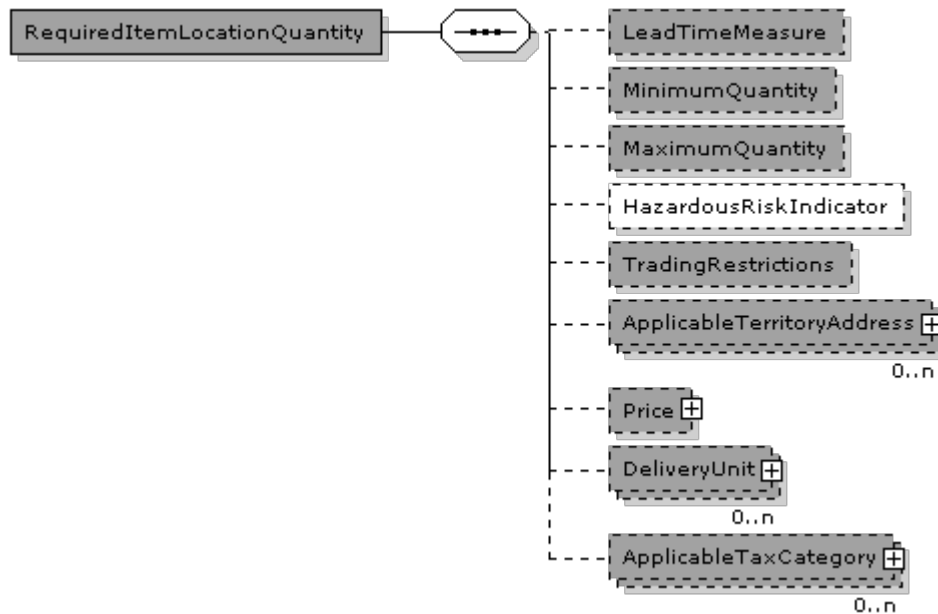 RequiredItemLocationQuantity
LeadTimeMeasure
MinimumQuantity
MaximumQuantity
HazardousRiskIndicator
TradingRestrictions
ApplicableTerritoryAddress
0..n
Price
DeliveryUnit
0..n
ApplicableTaxCategory
0..n